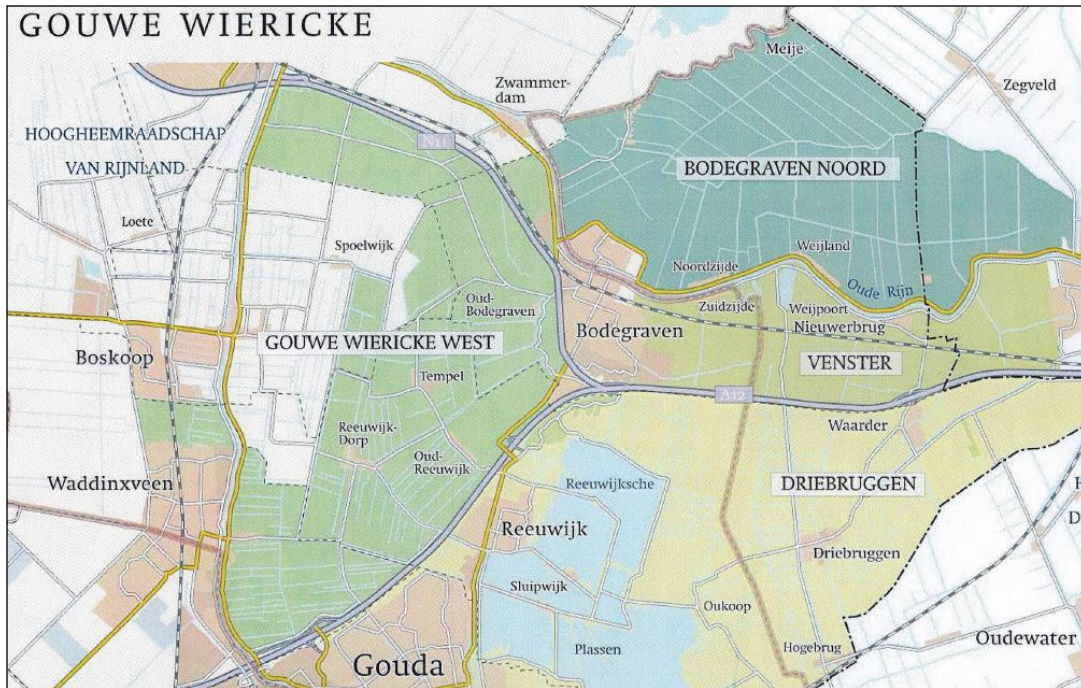 GOUWE WIERICKE
Meije
Zwammer-
dam
Zegveld
HOOGHEEMRAADSCHAP
VAN RIJNLAND
N11
BODEGRAVEN NOORD
Loete
Spoelwijk
Weijland
Noordzijde
Oude Rijn
Oud-
Bodegraven
Zuidzijde
Weijpoort
Bodegraven
Nieuwerbrug
GOUWE WIERICKE WEST
Boskoop
VENSTER
Tempel
A12
Reeuwijk-
Dorp
Waarder
Oud-
Reeuwijk
Waddinxveen
Reeuwijksche
DRIEBRUGGEN
H
D
Reeuwijk
Driebruggen
Sluipwijk
Oukoop
Plassen
Hogebrug
Oudewater
Gouda